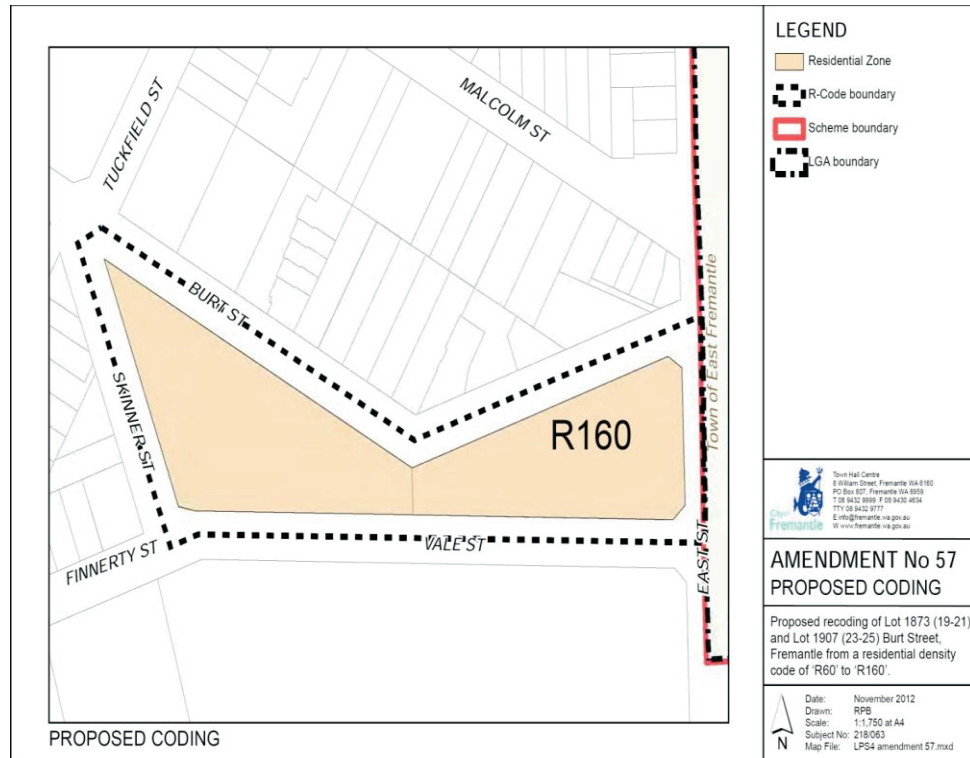 TUCKFIELD ST
MALCOLM ST
BURT ST
SKINNER ST
R160
Town of East Fremantle
FINNERTY ST
VALE ST
EAST ST
PROPOSED CODING
LEGEND
Residential Zone
R-Code boundary
Scheme boundary
LGA boundary
City of
Fremantle
Town Hall Centre
8 William Street, Fremantle WA 6160
PO Box 807, Fremantle WA 6959
T 08 9432 9999 F 08 9430 4634
TTY 08 9432 9777
E info@fremantle.wa.gov.au
W www.fremantle.wa.gov.au
AMENDMENT No 57
PROPOSED CODING
Proposed recoding of Lot 1873 (19-21)
and Lot 1907 (23-25) Burt Street,
Fremantle from a residential density
code of 'R60' to 'R160'.
N
Date: November 2012
Drawn: RPB
Scale: 1:1,750 at A4
Subject No: 218/063
Map File: LPS4 amendment 57.mxd